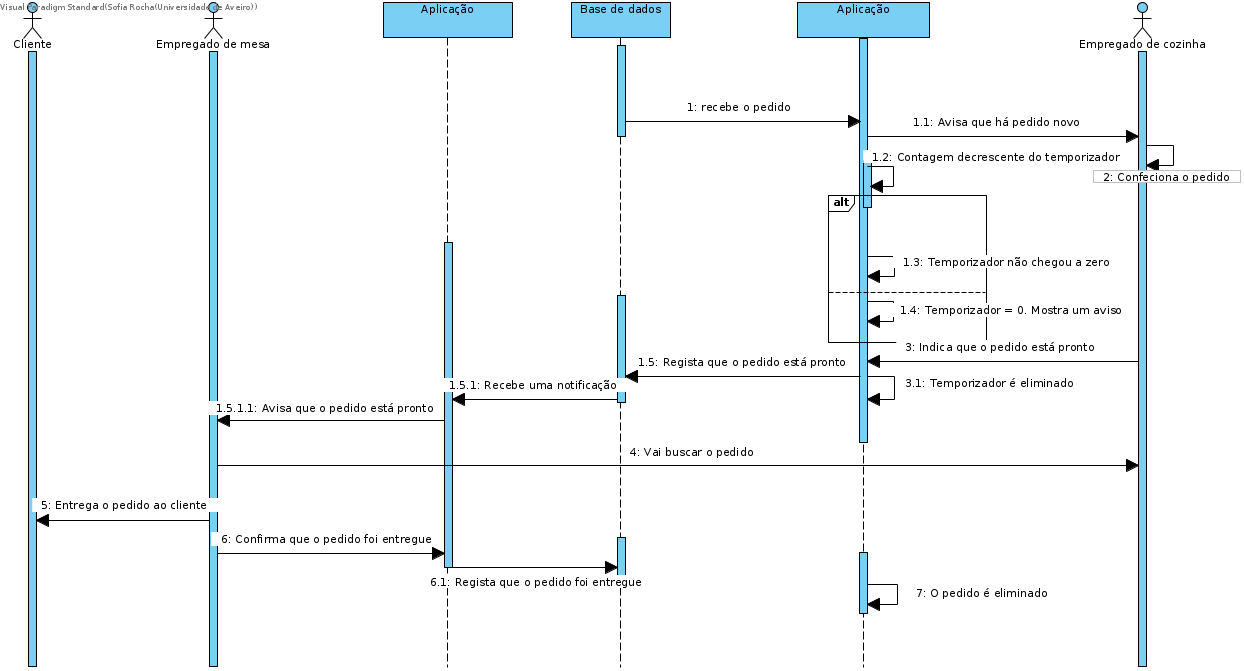 Visual Paradigm Standard(Sofia Rocha(Universidade de Aveiro))
Cliente
Empregado de mesa
Aplicação
Base de dados
Aplicação
Empregado de cozinha
1: recebe o pedido
1.1: Avisa que há pedido novo
1.2: Contagem decrescente do temporizador
2: Confeciona o pedido
alt
1.3: Temporizador não chegou a zero
1.4: Temporizador = 0. Mostra um aviso
3: Indica que o pedido está pronto
1.5: Regista que o pedido está pronto
3.1: Temporizador é eliminado
1.5.1: Recebe uma notificação
1.5.1.1: Avisa que o pedido está pronto
4: Vai buscar o pedido
5: Entrega o pedido ao cliente
6: Confirma que o pedido foi entregue
6.1: Regista que o pedido foi entregue
7: O pedido é eliminado